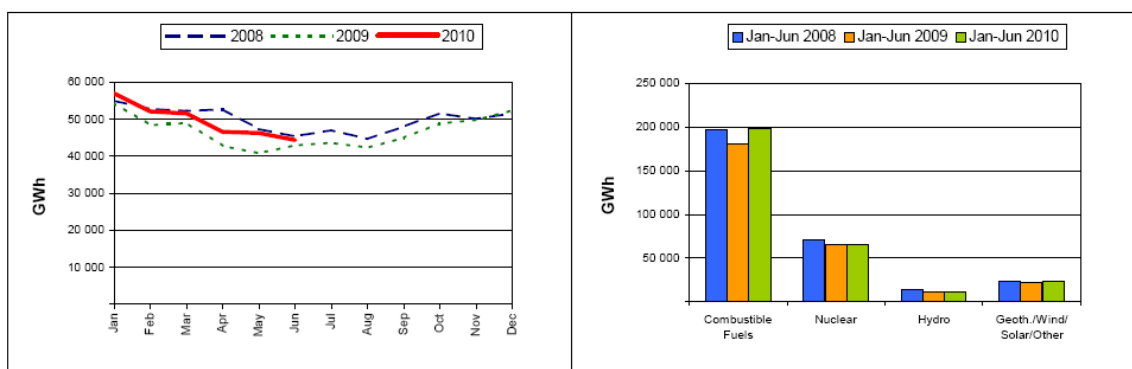 2008 2009 2010
60 000
50 000
40 000
30 000
20 000
10 000
GWh
Jan
Feb
Mar
Apr
May
Jun
Jul
Aug
Sep
Oct
Nov
Dec
Jan-Jun 2008 Jan-Jun 2009 Jan-Jun 2010
250 000
200 000
150 000
100 000
50 000
GWh
Combustible
Fuels
Nuclear
Hydro
Geoth./Wind/
Solar/Other